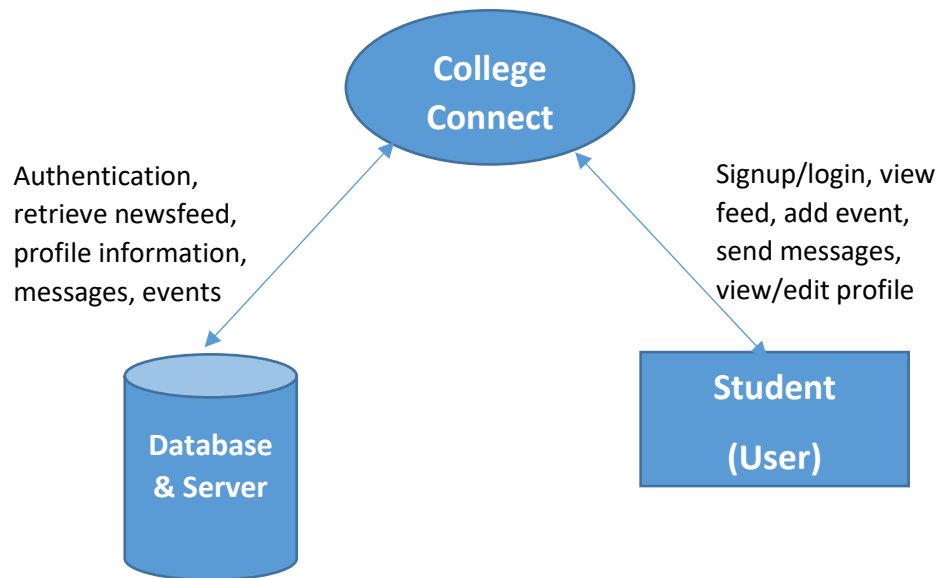 College
Connect
Authentication,
retrieve newsfeed,
profile information,
messages, events
Signup/login, view
feed, add event,
send messages,
view/edit profile
Database
& Server
Student
(User)